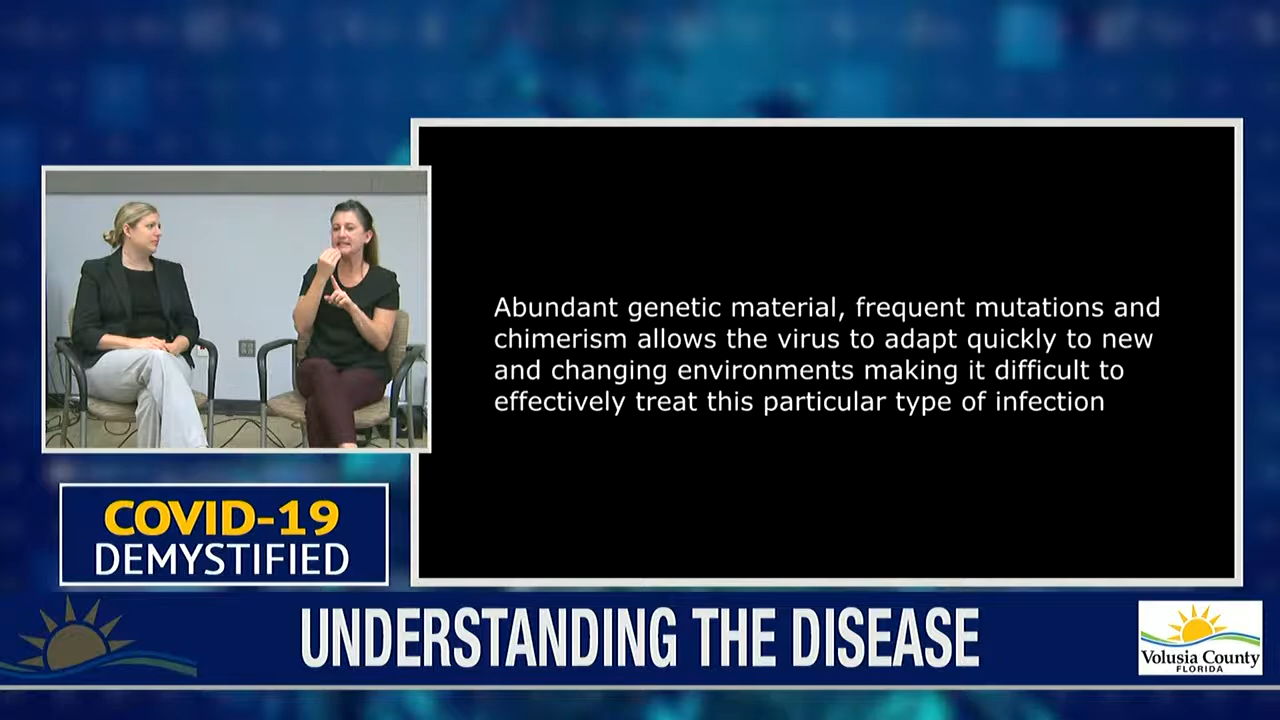 Abundant genetic material, frequent mutations and
chimerism allows the virus to adapt quickly to new
and changing environments making it difficult to
effectively treat this particular type of infection
COVID-19
DEMYSTIFIED
UNDERSTANDING THE DISEASE
Volusia County
FLORIDA